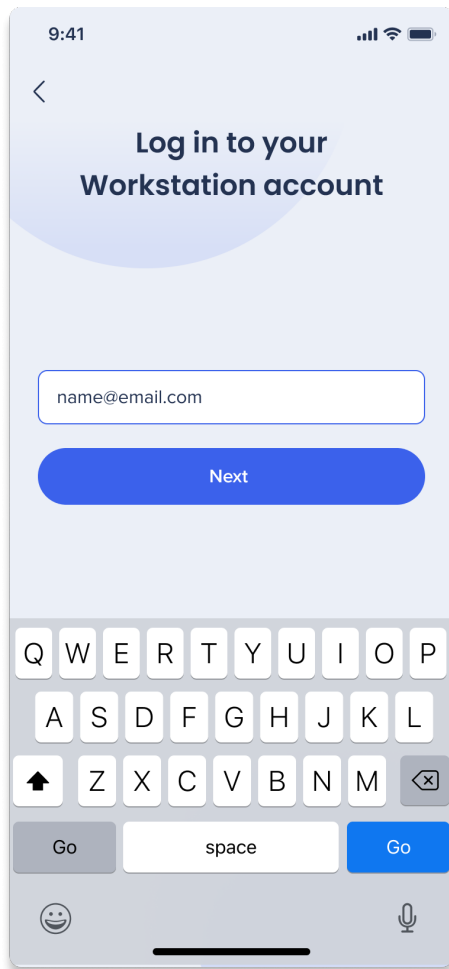 9:41
Log in to your
Workstation account
name@email.com
Next
Q W E R T Y U I O P
A S D F G H J K L
Z X C V B N M
Go space Go